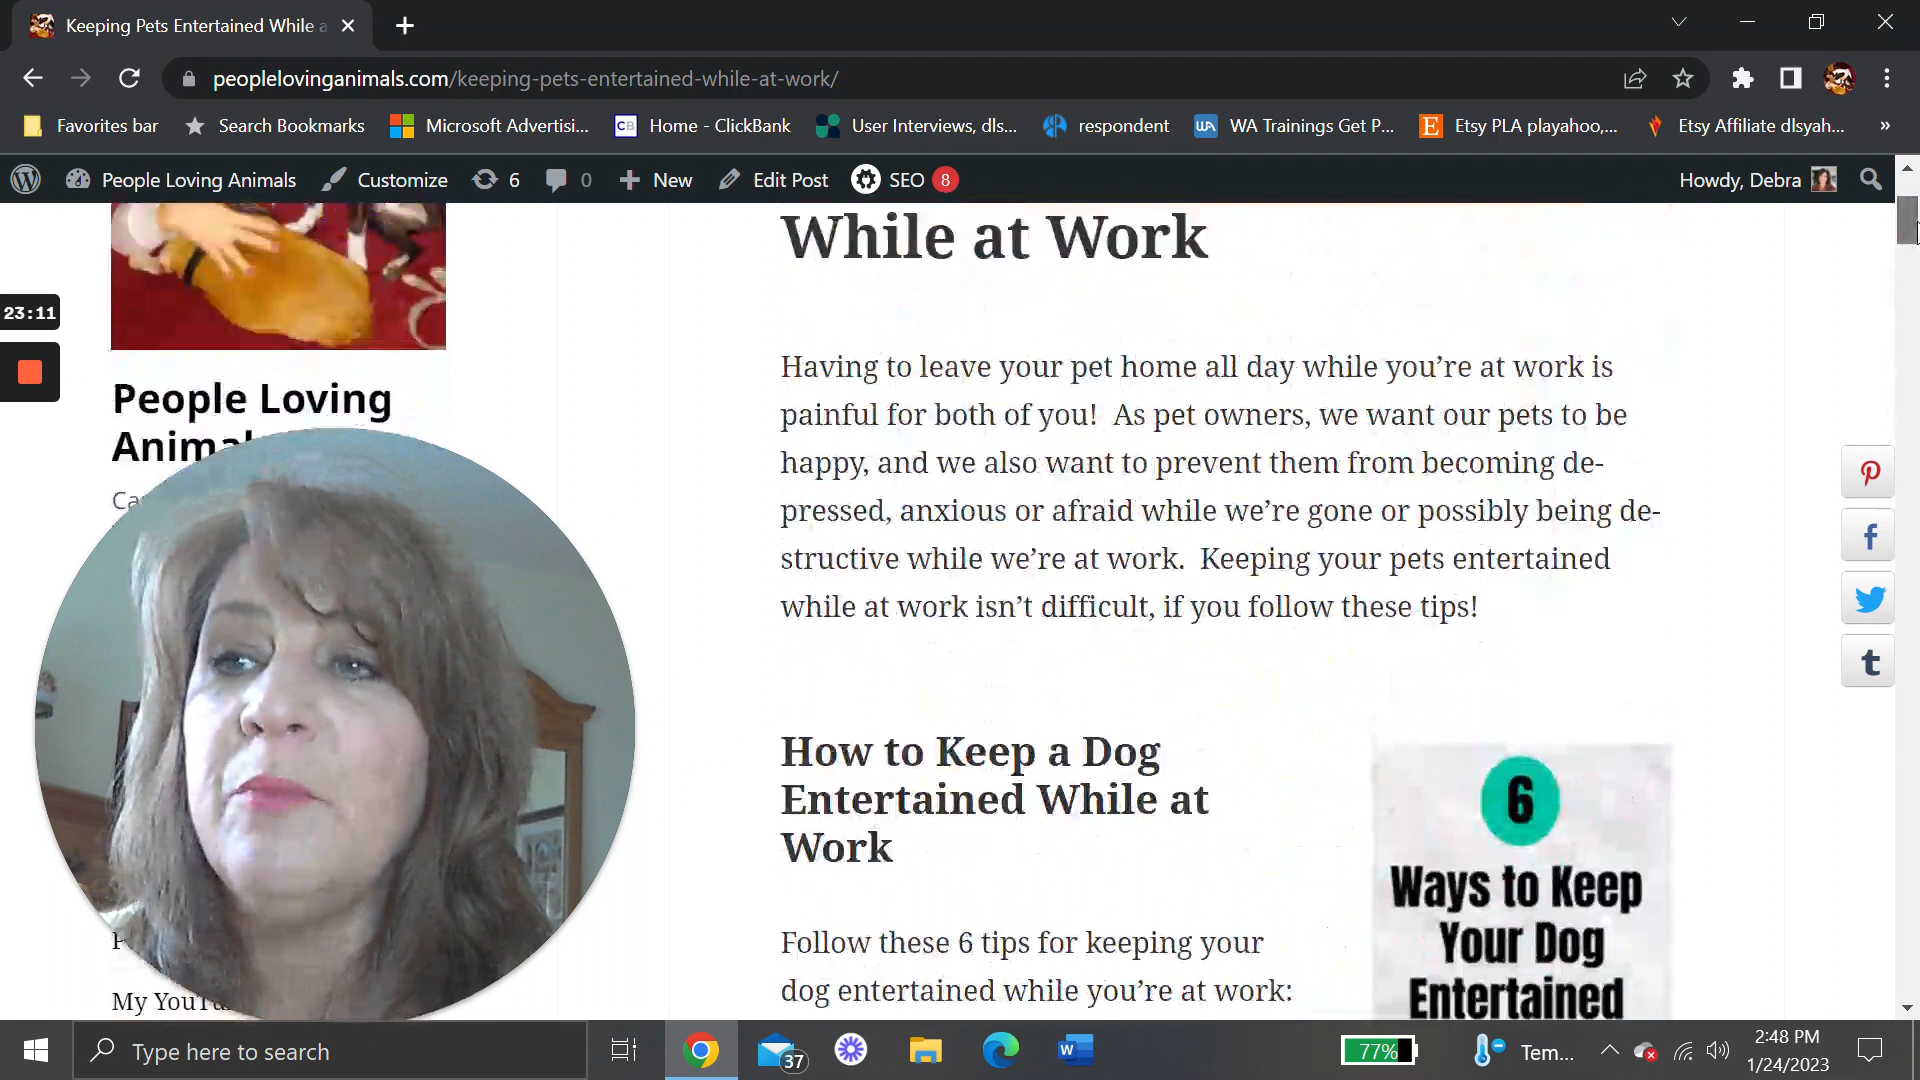 Keeping Pets Entertained While a
peoplelovinganimals.com/keeping-pets-entertained-while-at-work/
Favorites bar
Search Bookmarks
Microsoft Advertisi...
CB Home - ClickBank
User Interviews, dls...
respondent
WA WA Trainings Get P...
E Etsy PLA playahoo,...
Etsy Affiliate dlsyah...
»
People Loving Animals
Customize
6
0
New
Edit Post
SEO 8
Howdy, Debra
23:11
People Loving
Animal
Ca
P
My YouTu
While at Work
Having to leave your pet home all day while you’re at work is
painful for both of you!  As pet owners, we want our pets to be
happy, and we also want to prevent them from becoming de-
pressed, anxious or afraid while we’re gone or possibly being de-
structive while we’re at work.  Keeping your pets entertained
while at work isn’t difficult, if you follow these tips!
How to Keep a Dog
Entertained While at
Work
Follow these 6 tips for keeping your
dog entertained while you’re at work:
6
Ways to Keep
Your Dog
Entertained
f
t
Type here to search
37
W
77%
Tem...
2:48 PM
1/24/2023